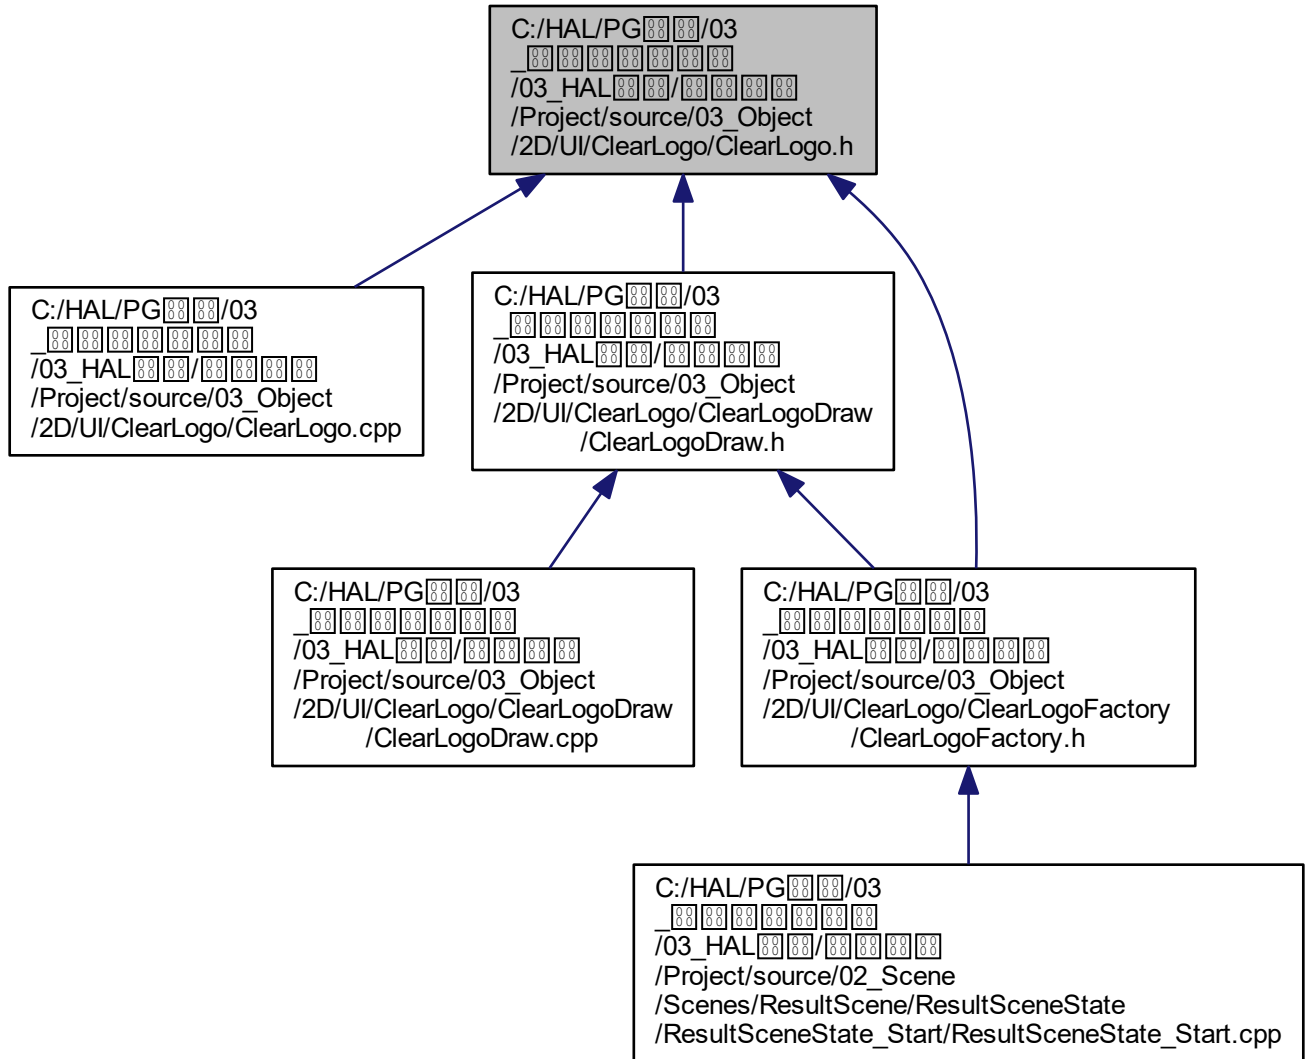 C:/HAL/PG /03
_
/03_HAL /
/Project/source/03_Object
/2D/UI/ClearLogo/ClearLogo.h
C:/HAL/PG /03
_
/03_HAL /
/Project/source/03_Object
/2D/UI/ClearLogo/ClearLogo.cpp
C:/HAL/PG /03
_
/03_HAL /
/Project/source/03_Object
/2D/UI/ClearLogo/ClearLogoDraw
/ClearLogoDraw.h
C:/HAL/PG /03
_
/03_HAL /
/Project/source/03_Object
/2D/UI/ClearLogo/ClearLogoDraw
/ClearLogoDraw.cpp
C:/HAL/PG /03
_
/03_HAL /
/Project/source/03_Object
/2D/UI/ClearLogo/ClearLogoFactory
/ClearLogoFactory.h
C:/HAL/PG /03
_
/03_HAL /
/Project/source/02_Scene
/Scenes/ResultScene/ResultSceneState
/ResultSceneState_Start/ResultSceneState_Start.cpp